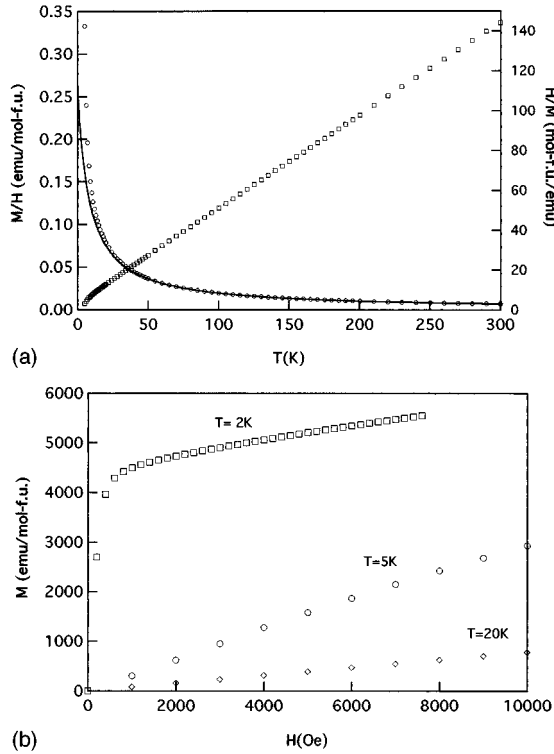 0.35
0.30
0.25
0.20
0.15
0.10
0.05
0.00
M/H (emu/mol-f.u.)
140
120
100
80
60
40
20
0
H/M (mol-f.u./emu)
0 50 100 150 200 250 300
T(K)
(a)
6000
5000
4000
3000
2000
1000
0
M (emu/mol-f.u.)
T= 2K
T=5K
T=20K
0 2000 4000 6000 8000 10000
H(Oe)
(b)